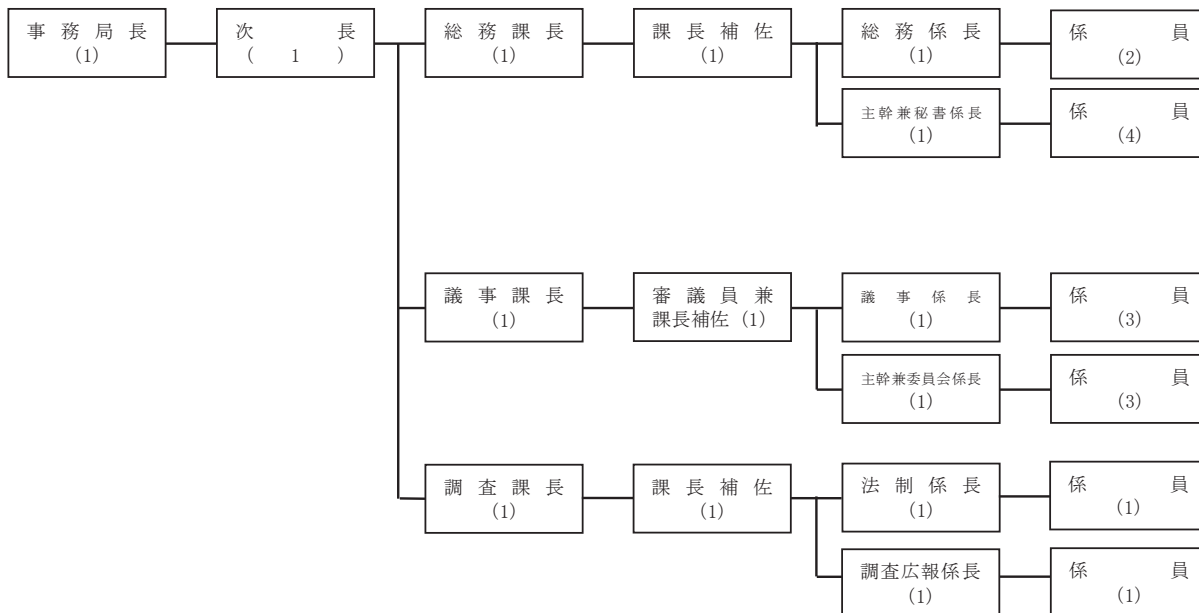 事務局長
(1)
次長
(1)
総務課長
(1)
課長補佐
(1)
総務係長
(1)
係員
(2)
主幹兼秘書係長
(1)
係員
(4)
議事課長
(1)
審議員兼
課長補佐 (1)
議事係長
(1)
係員
(3)
主幹兼委員会係長
(1)
係員
(3)
調査課長
(1)
課長補佐
(1)
法制係長
(1)
係員
(1)
調査広報係長
(1)
係員
(1)